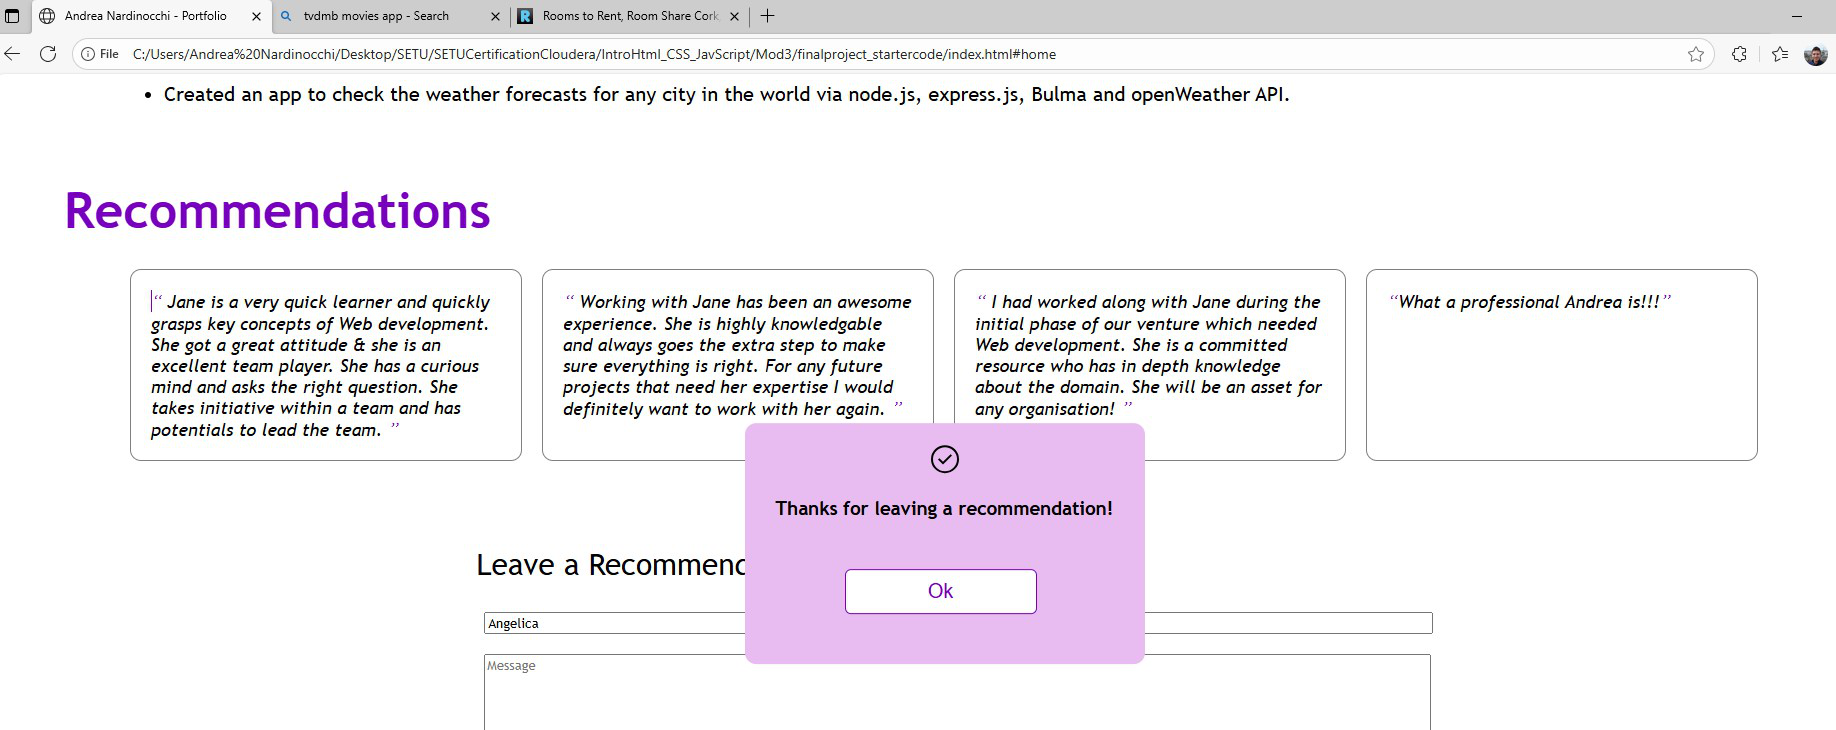 Andrea Nardinocchi - Portfolio
tvdmb movies app - Search
Rooms to Rent, Room Share Cork
File C:/Users/Andrea%20Nardinocchi/Desktop/SETU/SETUCertificationCloudera/IntroHtml_CSS_JavScript/Mod3/finalproject_startercode/index.html#home
• Created an app to check the weather forecasts for any city in the world via node.js, express.js, Bulma and openWeather API.
Recommendations
“ Jane is a very quick learner and quickly
grasps key concepts of Web development.
She got a great attitude & she is an
excellent team player. She has a curious
mind and asks the right question. She
takes initiative within a team and has
potentials to lead the team. ”
“ Working with Jane has been an awesome
experience. She is highly knowledgable
and always goes the extra step to make
sure everything is right. For any future
projects that need her expertise I would
definitely want to work with her again. ”
“ I had worked along with Jane during the
initial phase of our venture which needed
Web development. She is a committed
resource who has in depth knowledge
about the domain. She will be an asset for
any organisation! ”
“What a professional Andrea is!!!”
Thanks for leaving a recommendation!
Ok
Leave a Recommend
Angelica
Message